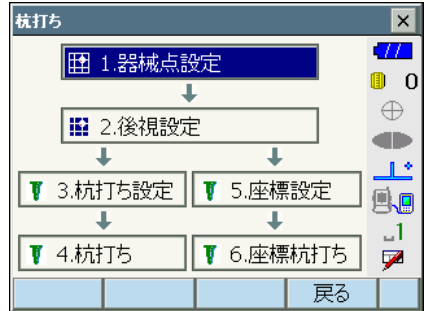 杭打ち
1.器械点設定
2.後視設定
3.杭打ち設定
5.座標設定
4.杭打ち
6.座標杭打ち
0
1
戻る